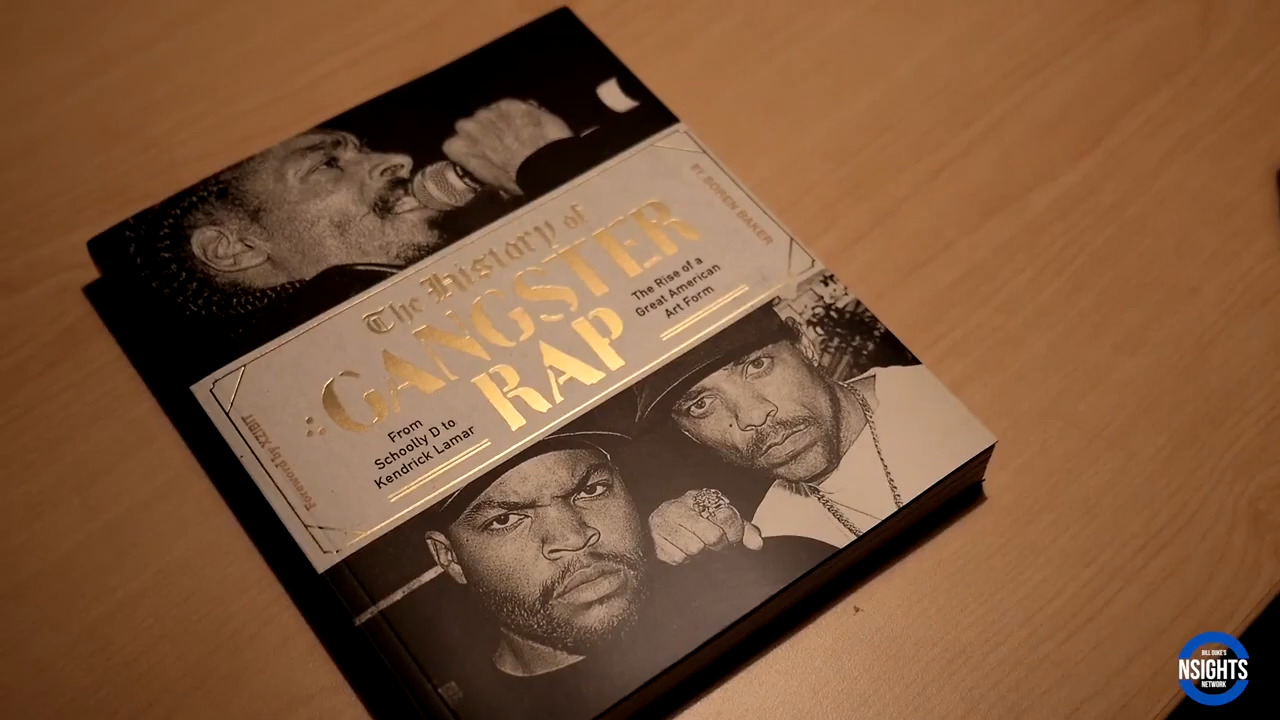 The History of
GANGSTER
RAP
From
Schoolly D to
Kendrick Lamar
The Rise of a
Great American
Art Form
BY SOREN BAKER
Foreword by XZIBIT
BILL DUKE'S
NSIGHTS
NETWORK